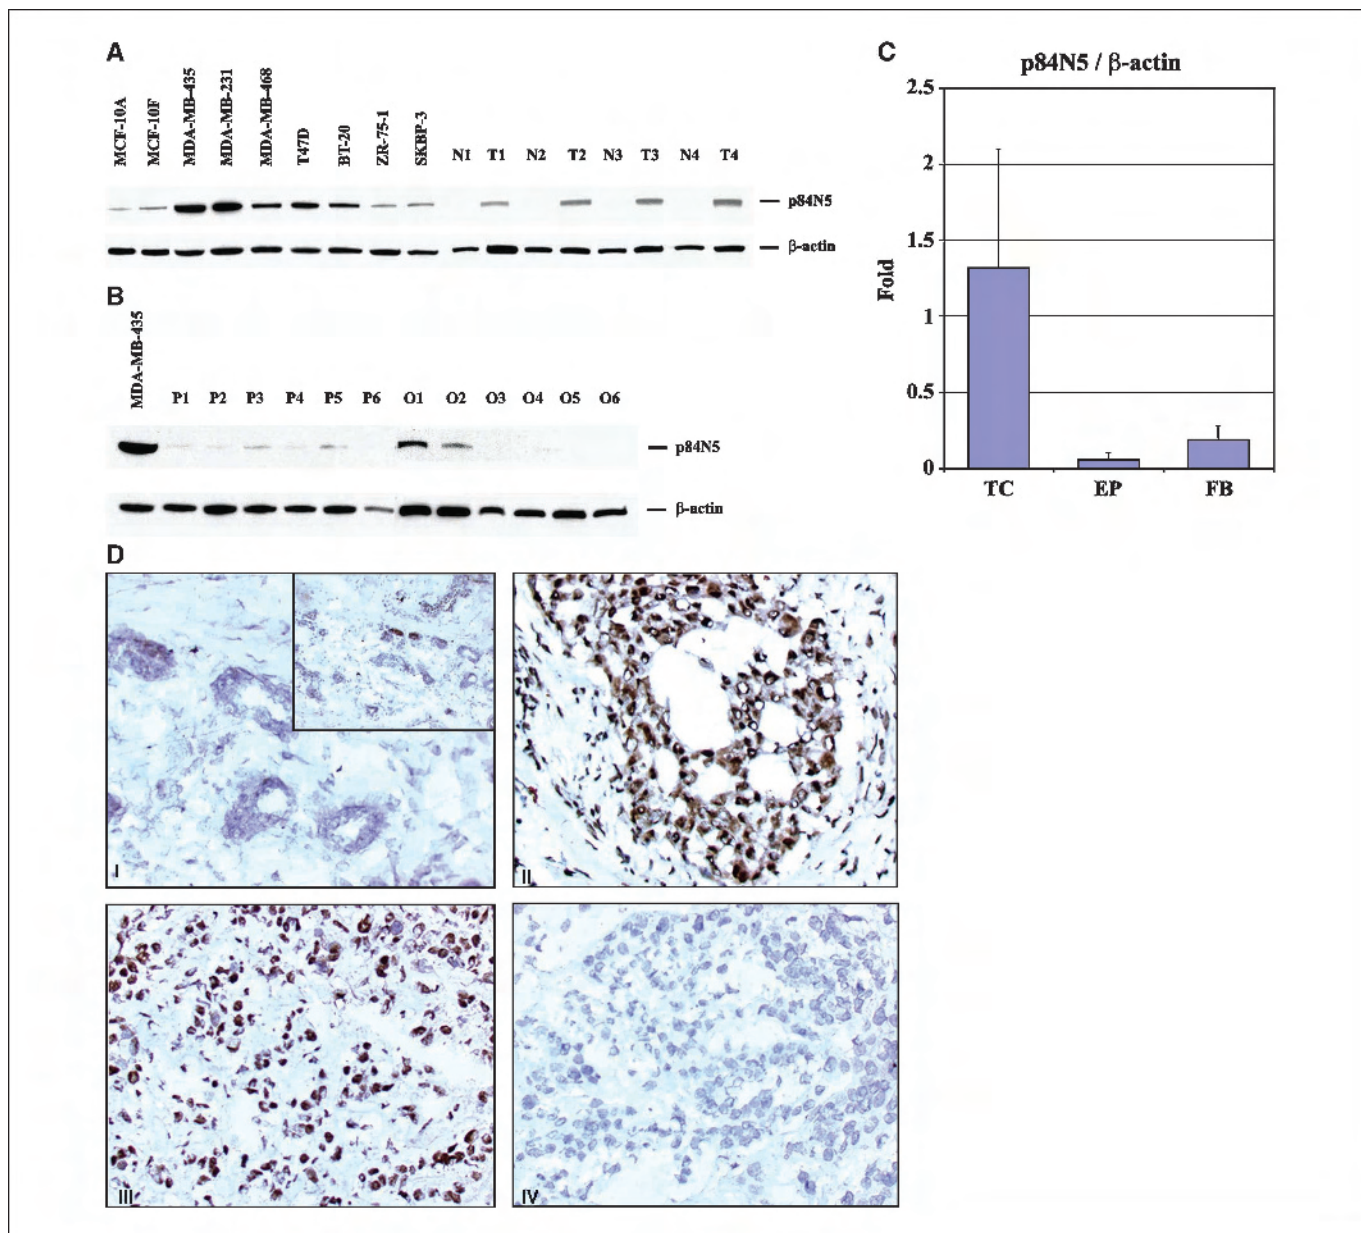 A
MCF-10A
MCF-10F
MDA-MB-435
MDA-MB-231
MDA-MB-468
T47D
BT-20
ZR-75-1
SKBP-3
N1 T1 N2 T2 N3 T3 N4 T4
p84N5
β-actin
B
MDA-MB-435
P1 P2 P3 P4 P5 P6 O1 O2 O3 O4 O5 O6
p84N5
β-actin
C
p84N5 / β-actin
Fold
2.5
2
1.5
1
0.5
0
TC EP FB
D
I
II
III
IV